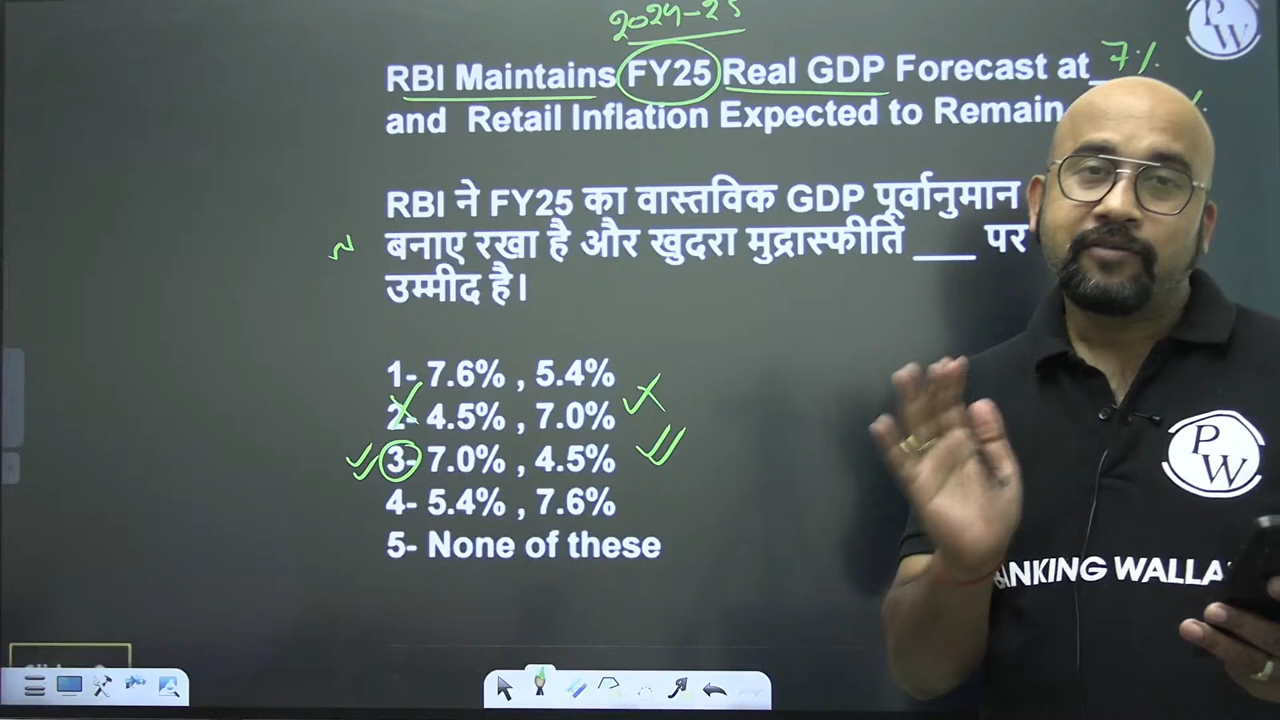 2024-25
PW
RBI Maintains FY25 Real GDP Forecast at 7%
and Retail Inflation Expected to Remain %
RBI ने FY25 का वास्तविक GDP पूर्वानुमान
बनाए रखा है और खुदरा मुद्रास्फीति ___ पर
उम्मीद है।
1- 7.6% , 5.4%
2- 4.5% , 7.0%
3- 7.0% , 4.5%
4- 5.4% , 7.6%
5- None of these
PW
ANKING WALLA